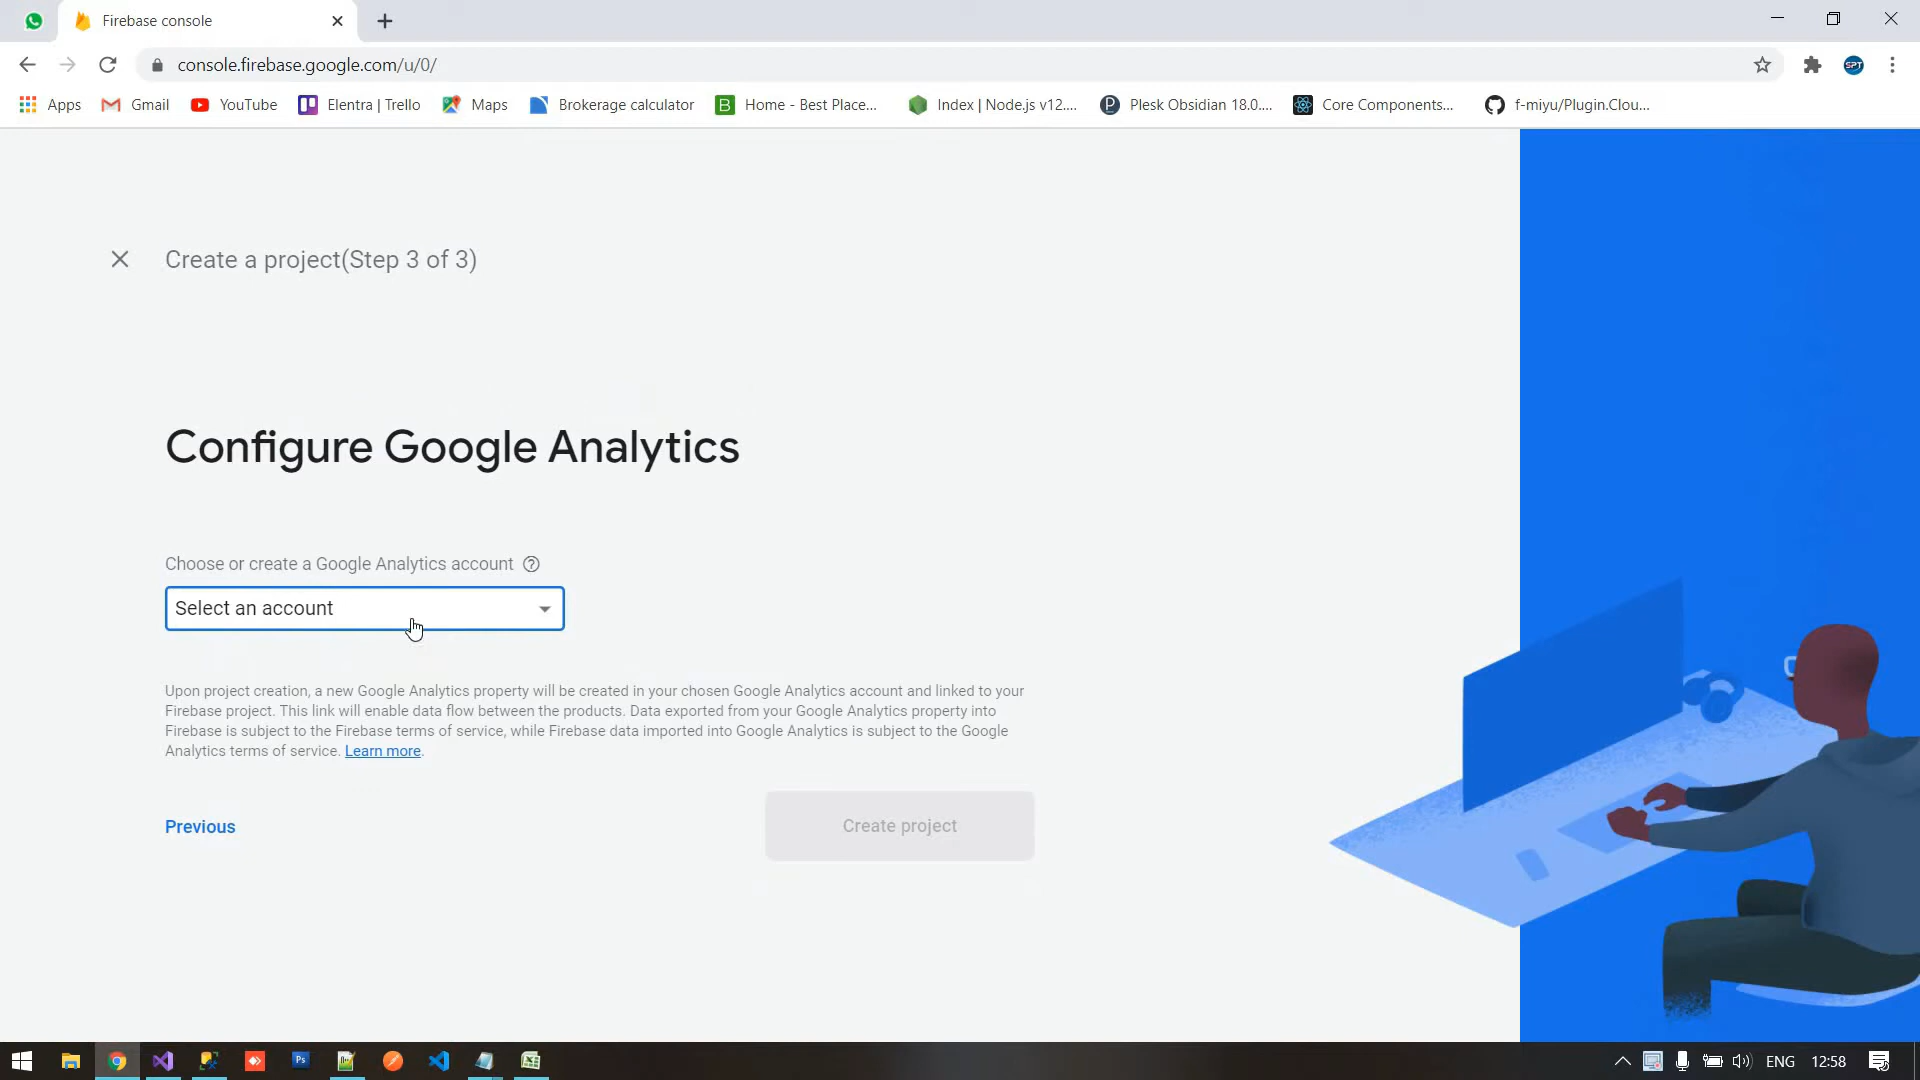 Firebase console
console.firebase.google.com/u/0/
Apps Gmail YouTube Elentra | Trello Maps Brokerage calculator Home - Best Place... Index | Node.js v12.... Plesk Obsidian 18.0.... Core Components... f-miyu/Plugin.Clou...
Create a project(Step 3 of 3)
Configure Google Analytics
Choose or create a Google Analytics account
Select an account
Upon project creation, a new Google Analytics property will be created in your chosen Google Analytics account and linked to your
Firebase project. This link will enable data flow between the products. Data exported from your Google Analytics property into
Firebase is subject to the Firebase terms of service, while Firebase data imported into Google Analytics is subject to the Google
Analytics terms of service. Learn more.
Previous
Create project
ENG 12:58